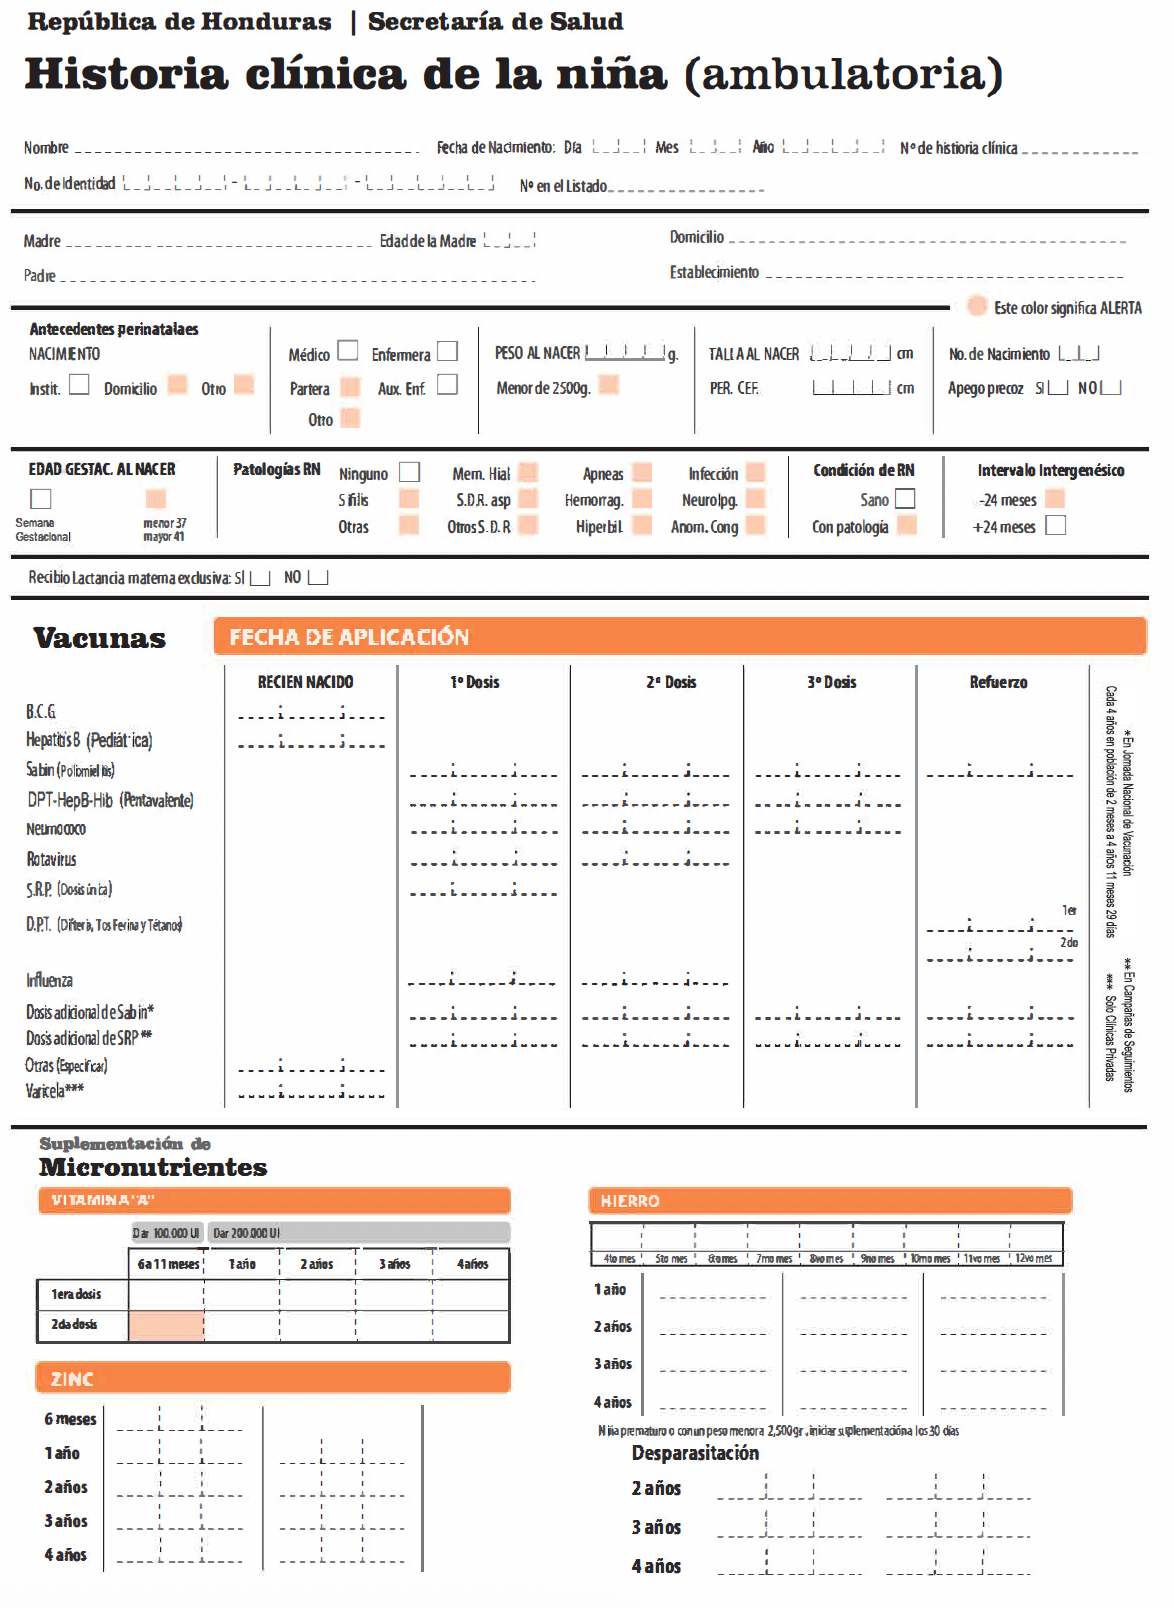 República de Honduras | Secretaría de Salud
Historia clínica de la niña (ambulatoria)
Nombre Fecha de Nacimiento: Día Mes Año Nº de histioria clínica
No. de Identidad - - Nº en el Listado
Madre Edad de la Madre Domicilio
Padre Establecimiento
Este color significa ALERTA
Antecedentes perinatalaes
NACIMIENTO Médico Enfermera PESO AL NACER g. TALLA AL NACER cm No. de Nacimiento
Instit. Domicilio Otro Partera Aux. Enf. Menor de 2500g. PER. CEF. cm Apego precoz SI NO
Otro
EDAD GESTAC. AL NACER Patologías RN Ninguno Mem. Hial Apneas Infección Condición de RN Intervalo Intergenésico
Sifilis S.D.R. asp Hemorrag. Neurolpg. Sano -24 meses
Semana Gestacional menor 37 mayor 41 Otras Otros S. D. R Hiperbil. Anom. Cong Con patología +24 meses
Recibio Lactancia materna exclusiva: SI NO
Vacunas FECHA DE APLICACIÓN
RECIEN NACIDO 1ª Dosis 2ª Dosis 3ª Dosis Refuerzo
B.C.G.
Hepatitis B (Pediátrica)
Sabin (Poliomielitis)
DPT-HepB-Hib (Pentavalente)
Neumococo
Rotavirus
S.R.P. (Dosis única)
D.P.T. (Difteria, Tos Ferina y Tétanos) 1er
2do
Influenza
Dosis adicional de Sabin*
Dosis adicional de SRP **
Otras (Especificar)
Varicela***
* En Jornada Nacional de Vacunación
Cada 4 años en población de 2 meses a 4 años 11 meses 29 días
** En Campañas de Seguimientos
*** Solo Clínicas Privadas
Suplementación de
Micronutrientes
VITAMINA "A" HIERRO
Dar 100.000 UI Dar 200.000 UI
6 a 11 meses 1 año 2 años 3 años 4 años
1era dosis
2da dosis
4to mes 5to mes 6to mes 7mo mes 8vo mes 9no mes 10mo mes 11vo mes 12vo mes
1 año
2 años
3 años
4 años
Niña prematuro o con un peso menor a 2,500gr., iniciar suplementación a los 30 días
ZINC
6 meses
1 año
2 años
3 años
4 años
Desparasitación
2 años
3 años
4 años